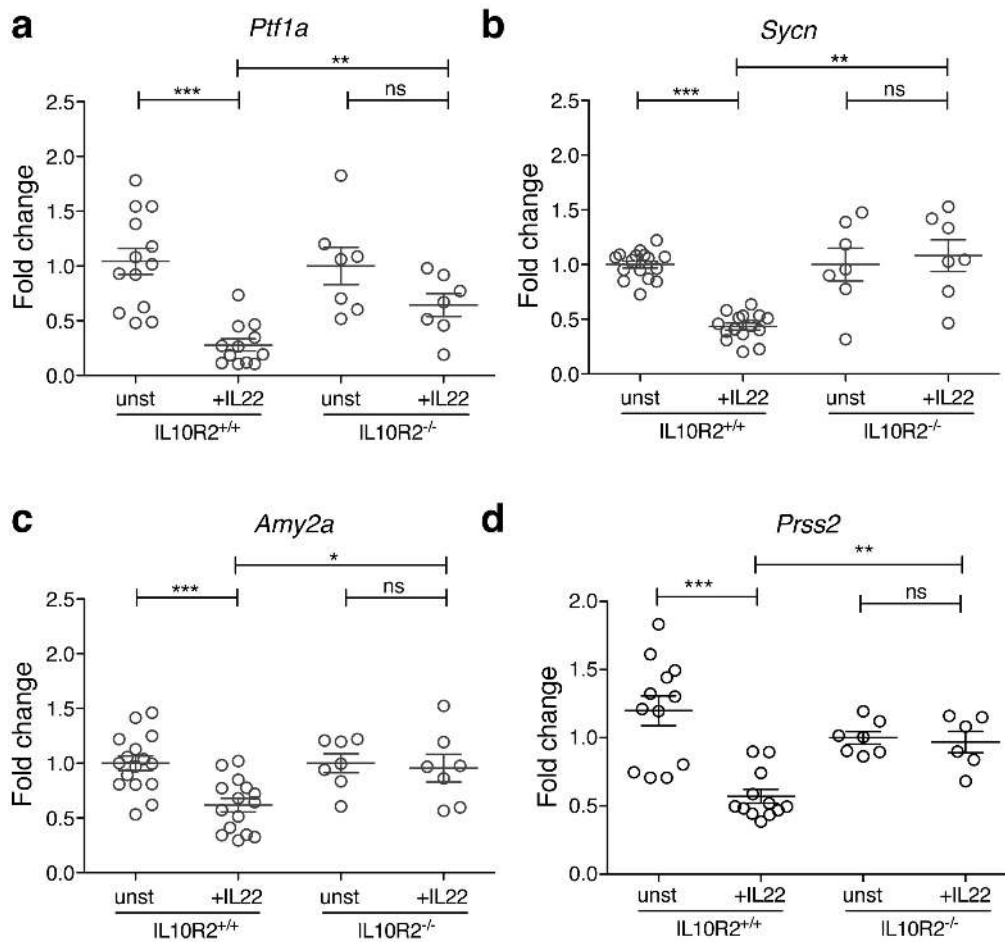 a
Ptf1a
**
***
ns
Fold change
2.5
2.0
1.5
1.0
0.5
0.0
unst +IL22 unst +IL22
IL10R2+/+ IL10R2-/-
b
Sycn
**
***
ns
Fold change
2.5
2.0
1.5
1.0
0.5
0.0
unst +IL22 unst +IL22
IL10R2+/+ IL10R2-/-
c
Amy2a
*
***
ns
Fold change
2.5
2.0
1.5
1.0
0.5
0.0
unst +IL22 unst +IL22
IL10R2+/+ IL10R2-/-
d
Prss2
**
***
ns
Fold change
2.0
1.5
1.0
0.5
0.0
unst +IL22 unst +IL22
IL10R2+/+ IL10R2-/-